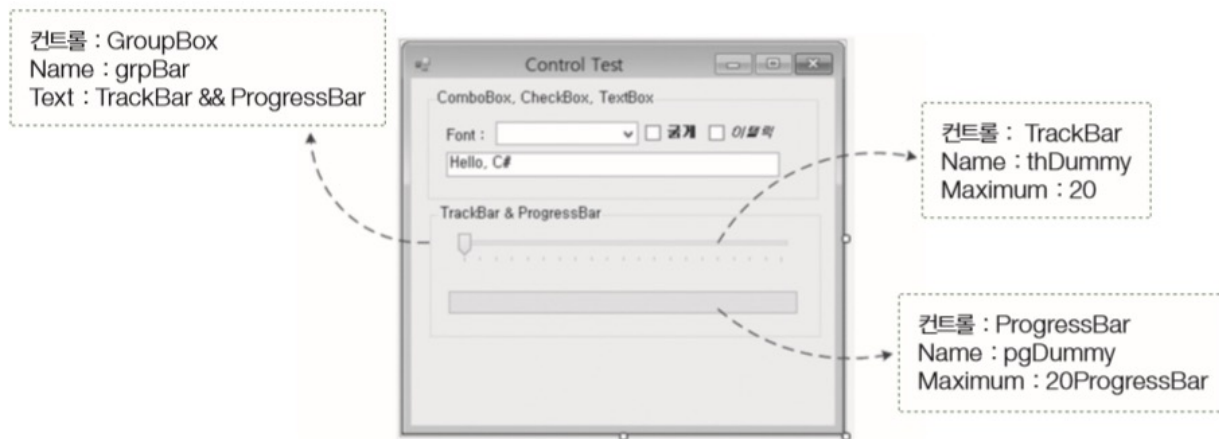 컨트롤 : GroupBox
Name : grpBar
Text : TrackBar && ProgressBar
Control Test
ComboBox, CheckBox, TextBox
Font :
굵게
이탤릭
Hello, C#
TrackBar & ProgressBar
컨트롤 : TrackBar
Name : thDummy
Maximum : 20
컨트롤 : ProgressBar
Name : pgDummy
Maximum : 20ProgressBar